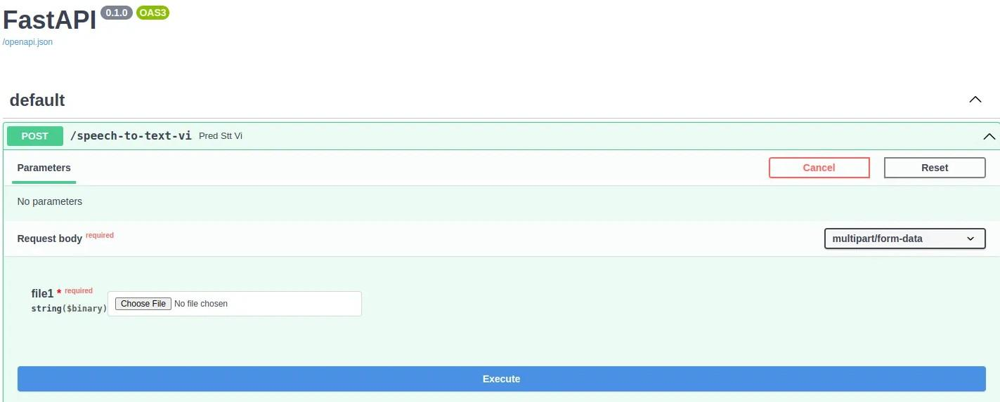 FastAPI 0.1.0 OAS3
/openapi.json
default
POST /speech-to-text-vi Pred Stt Vi
Parameters Cancel Reset
No parameters
Request body required multipart/form-data
file1 * required
string($binary) Choose File No file chosen
Execute